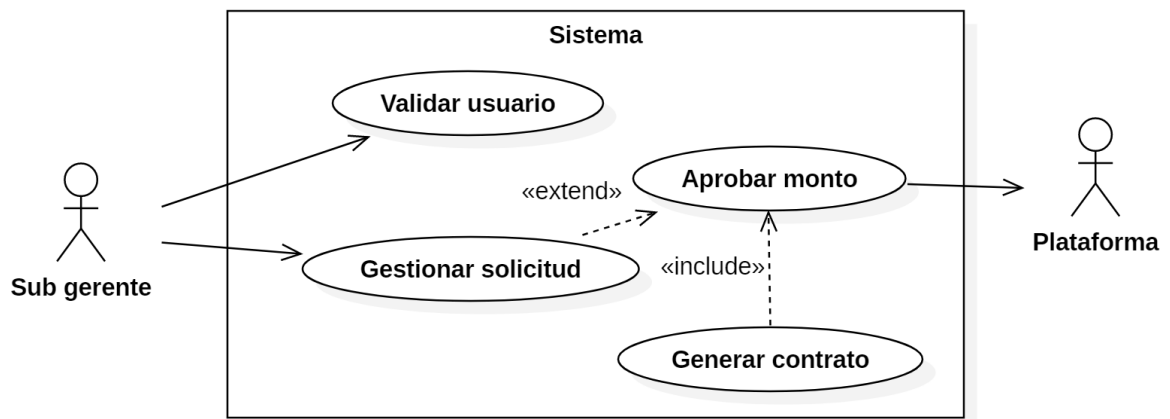 Sistema
Validar usuario
Aprobar monto
«extend»
Plataforma
Gestionar solicitud
«include»
Sub gerente
Generar contrato